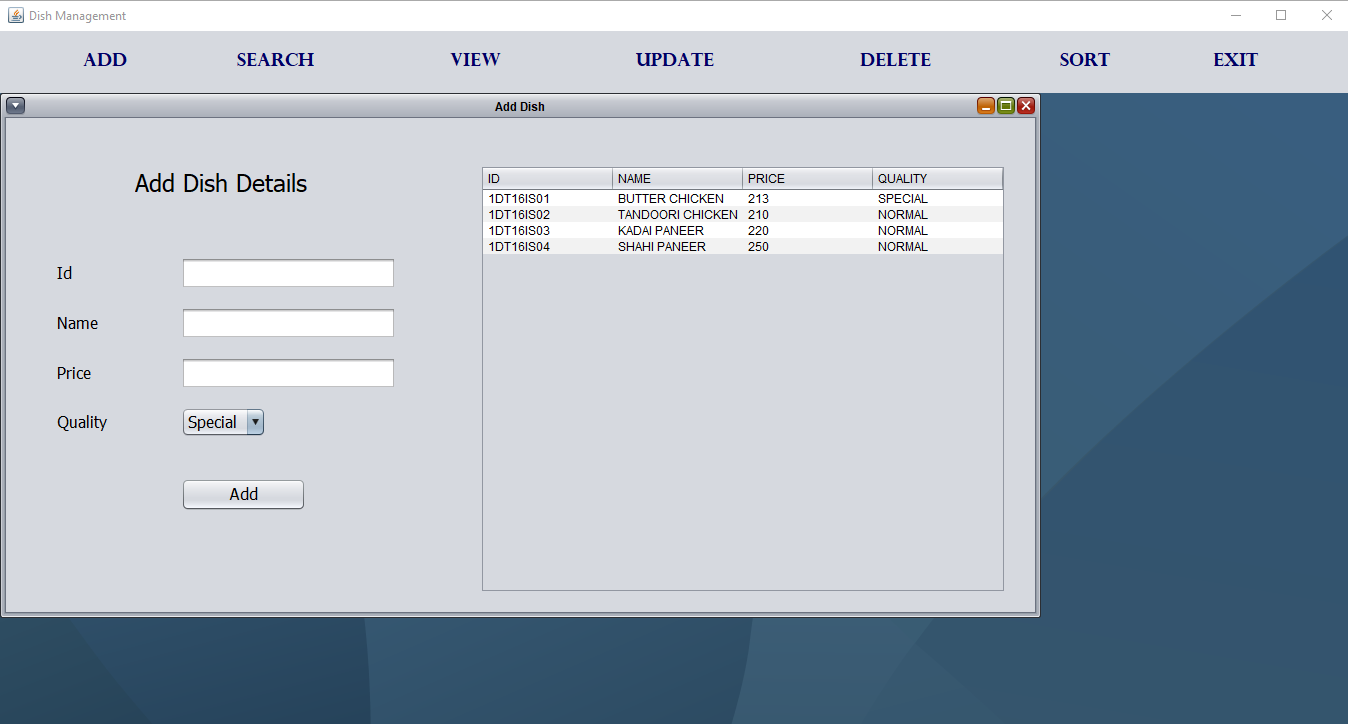 Dish Management
ADD SEARCH VIEW UPDATE DELETE SORT EXIT
Add Dish
Add Dish Details
Id
Name
Price
Quality Special
Add
ID NAME PRICE QUALITY
1DT16IS01 BUTTER CHICKEN 213 SPECIAL
1DT16IS02 TANDOORI CHICKEN 210 NORMAL
1DT16IS03 KADAI PANEER 220 NORMAL
1DT16IS04 SHAHI PANEER 250 NORMAL